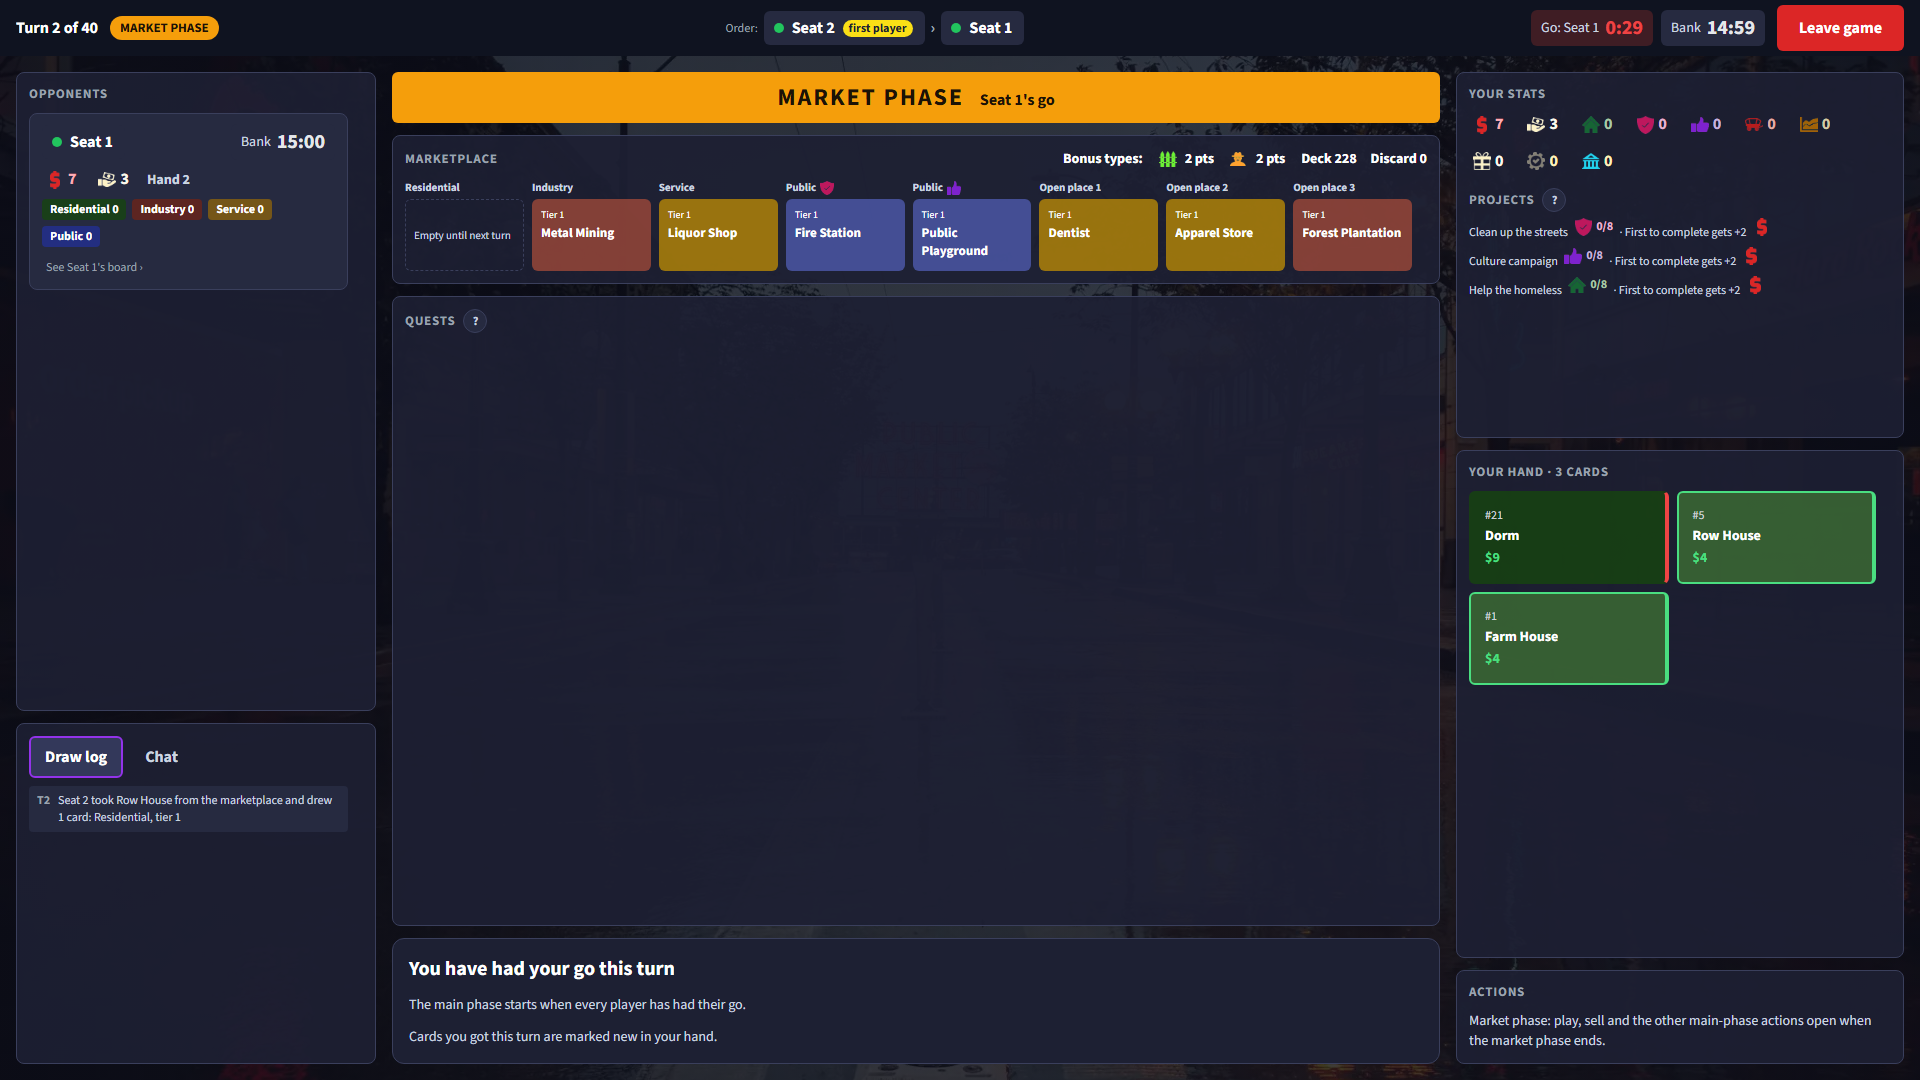 Turn 2 of 40
MARKET PHASE
Order:
Seat 2
first player
›
Seat 1
Go: Seat 1 0:29
Bank 14:59
Leave game
OPPONENTS
Seat 1
Bank 15:00
7
3
Hand 2
Residential 0
Industry 0
Service 0
Public 0
See Seat 1's board ›
Draw log
Chat
T2 Seat 2 took Row House from the marketplace and drew
1 card: Residential, tier 1
MARKET PHASE Seat 1's go
MARKETPLACE
Bonus types:
2 pts
2 pts
Deck 228
Discard 0
Residential
Empty until next turn
Industry
Tier 1
Metal Mining
Service
Tier 1
Liquor Shop
Public
Tier 1
Fire Station
Public
Tier 1
Public
Playground
Open place 1
Tier 1
Dentist
Open place 2
Tier 1
Apparel Store
Open place 3
Tier 1
Forest Plantation
QUESTS ?
You have had your go this turn
The main phase starts when every player has had their go.
Cards you got this turn are marked new in your hand.
YOUR STATS
7
3
0
0
0
0
0
0
0
0
PROJECTS ?
Clean up the streets 0/8 · First to complete gets +2
Culture campaign 0/8 · First to complete gets +2
Help the homeless 0/8 · First to complete gets +2
YOUR HAND · 3 CARDS
#21
Dorm
$9
#5
Row House
$4
#1
Farm House
$4
ACTIONS
Market phase: play, sell and the other main-phase actions open when
the market phase ends.